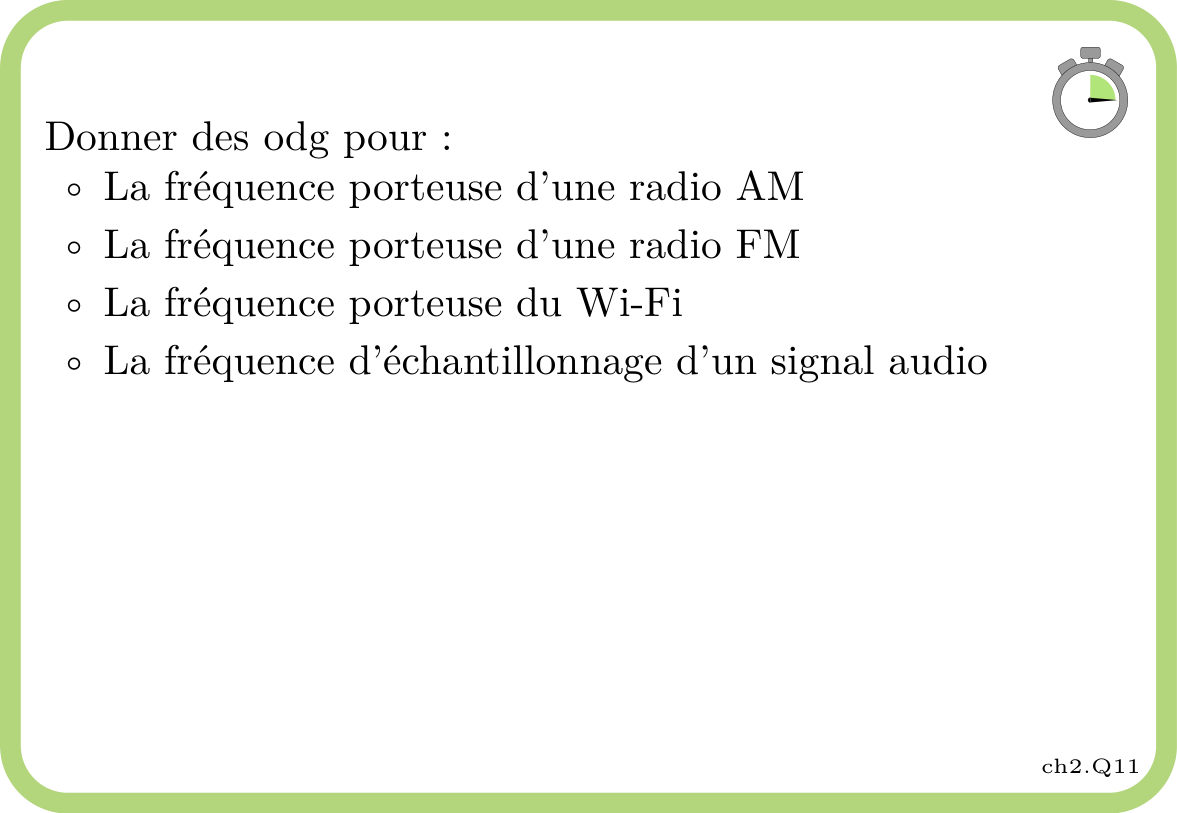 Donner des odg pour :
◦ La fréquence porteuse d'une radio AM
◦ La fréquence porteuse d'une radio FM
◦ La fréquence porteuse du Wi-Fi
◦ La fréquence d'échantillonnage d'un signal audio
ch2.Q11